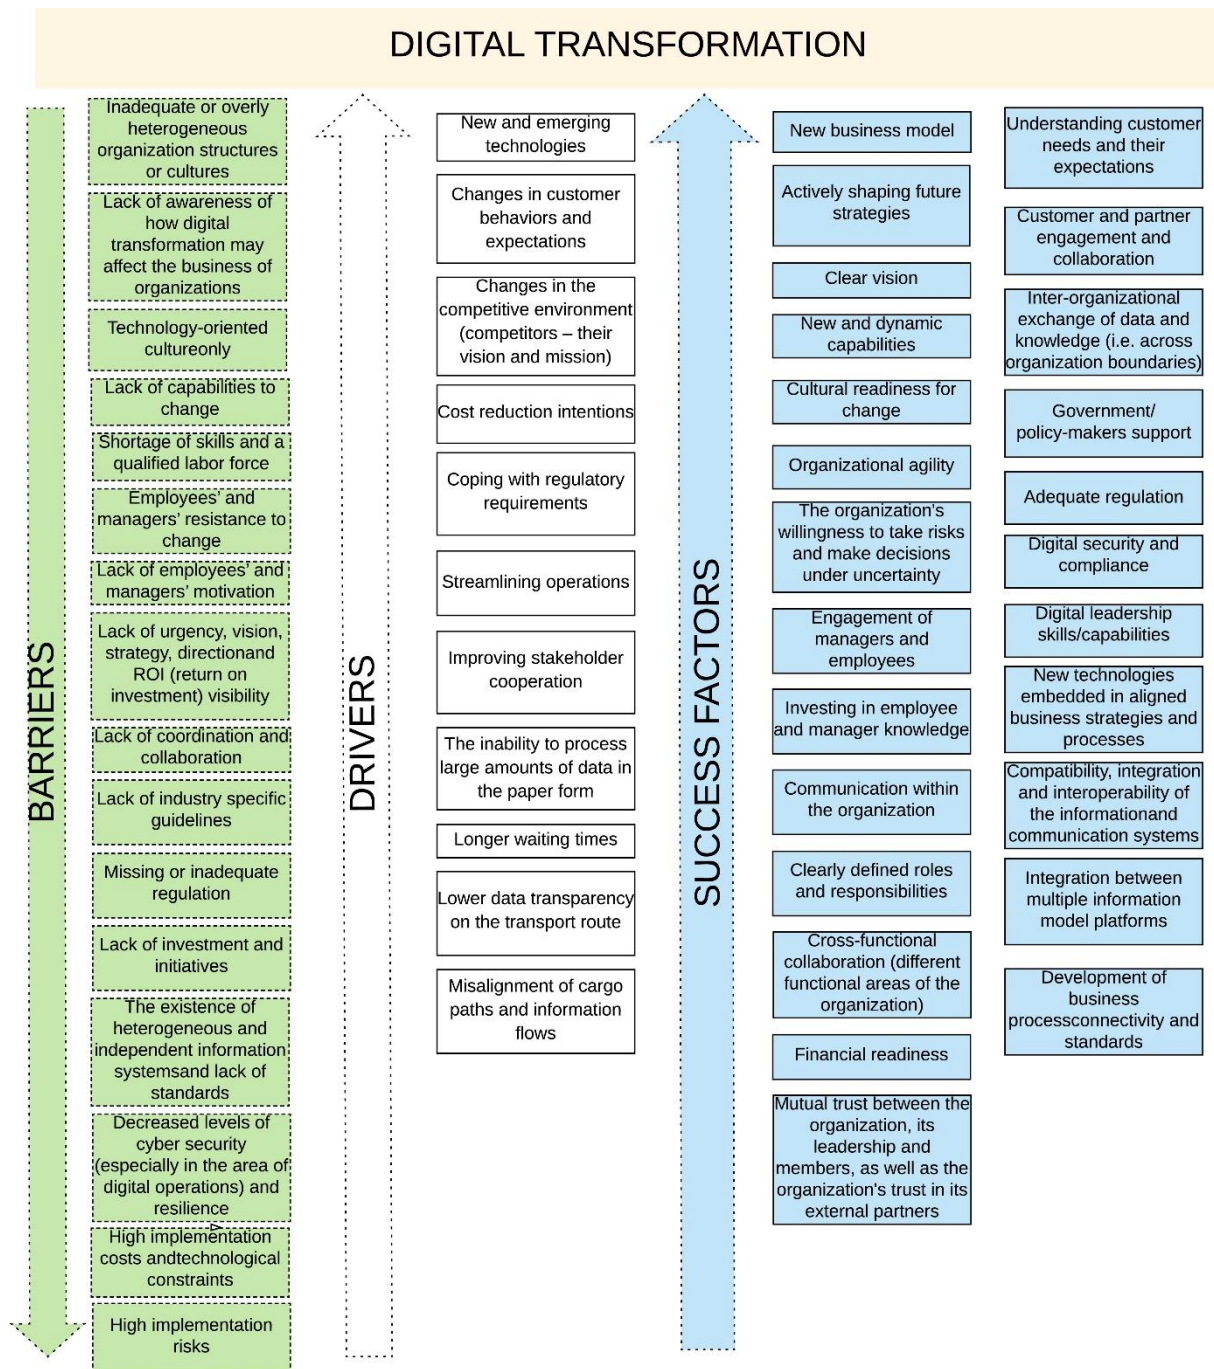 DIGITAL TRANSFORMATION
BARRIERS
Inadequate or overly
heterogeneous
organization structures
or cultures
Lack of awareness of
how digital
transformation may
affect the business of
organizations
Technology-oriented
cultureonly
Lack of capabilities to
change
Shortage of skills and a
qualified labor force
Employees’ and
managers’ resistance to
change
Lack of employees’ and
managers’ motivation
Lack of urgency, vision,
strategy, directionand
ROI (return on
investment) visibility
Lack of coordination and
collaboration
Lack of industry specific
guidelines
Missing or inadequate
regulation
Lack of investment and
initiatives
The existence of
heterogeneous and
independent information
systemsand lack of
standards
Decreased levels of
cyber security
(especially in the area of
digital operations) and
resilience
High implementation
costs andtechnological
constraints
High implementation
risks
DRIVERS
New and emerging
technologies
Changes in customer
behaviors and
expectations
Changes in the
competitive environment
(competitors – their
vision and mission)
Cost reduction intentions
Coping with regulatory
requirements
Streamlining operations
Improving stakeholder
cooperation
The inability to process
large amounts of data in
the paper form
Longer waiting times
Lower data transparency
on the transport route
Misalignment of cargo
paths and information
flows
SUCCESS FACTORS
New business model
Actively shaping future
strategies
Clear vision
New and dynamic
capabilities
Cultural readiness for
change
Organizational agility
The organization's
willingness to take risks
and make decisions
under uncertainty
Engagement of
managers and
employees
Investing in employee
and manager knowledge
Communication within
the organization
Clearly defined roles
and responsibilities
Cross-functional
collaboration (different
functional areas of the
organization)
Financial readiness
Mutual trust between the
organization, its
leadership and
members, as well as the
organization's trust in its
external partners
Understanding customer
needs and their
expectations
Customer and partner
engagement and
collaboration
Inter-organizational
exchange of data and
knowledge (i.e. across
organization boundaries)
Government/
policy-makers support
Adequate regulation
Digital security and
compliance
Digital leadership
skills/capabilities
New technologies
embedded in aligned
business strategies and
processes
Compatibility, integration
and interoperability of
the informationand
communication systems
Integration between
multiple information
model platforms
Development of
business
processconnectivity and
standards